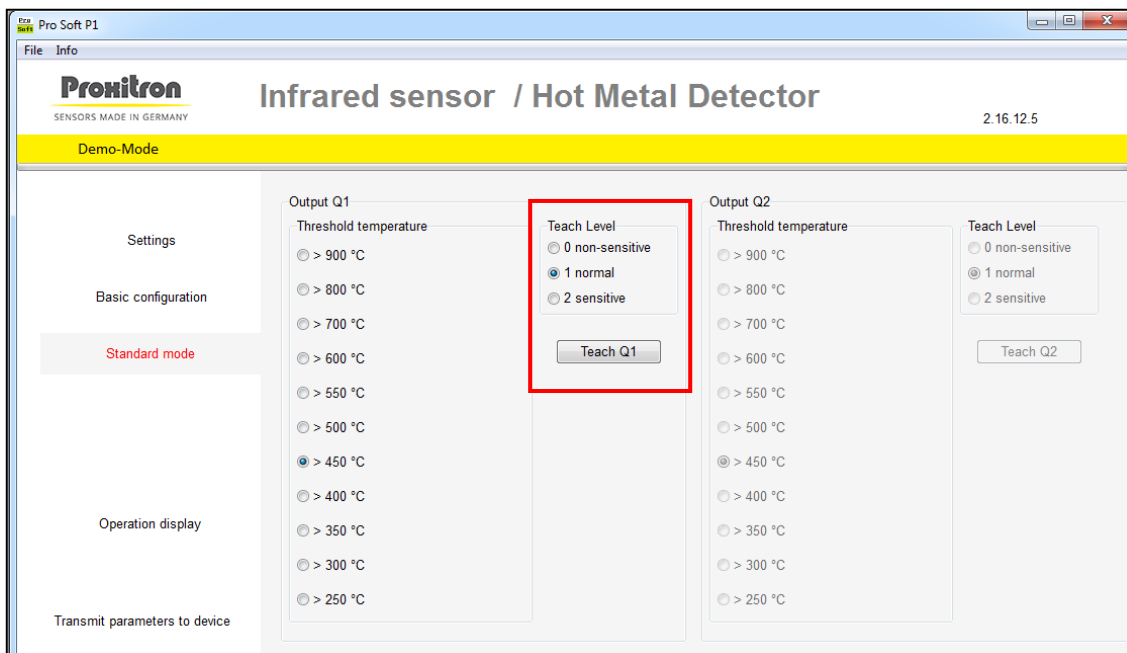 Pro Soft Pro Soft P1
File Info
Proxitron
SENSORS MADE IN GERMANY
Infrared sensor / Hot Metal Detector
2.16.12.5
Demo-Mode
Settings
Basic configuration
Standard mode
Operation display
Transmit parameters to device
Output Q1
Threshold temperature
> 900 °C
> 800 °C
> 700 °C
> 600 °C
> 550 °C
> 500 °C
> 450 °C
> 400 °C
> 350 °C
> 300 °C
> 250 °C
Teach Level
0 non-sensitive
1 normal
2 sensitive
Teach Q1
Output Q2
Threshold temperature
> 900 °C
> 800 °C
> 700 °C
> 600 °C
> 550 °C
> 500 °C
> 450 °C
> 400 °C
> 350 °C
> 300 °C
> 250 °C
Teach Level
0 non-sensitive
1 normal
2 sensitive
Teach Q2